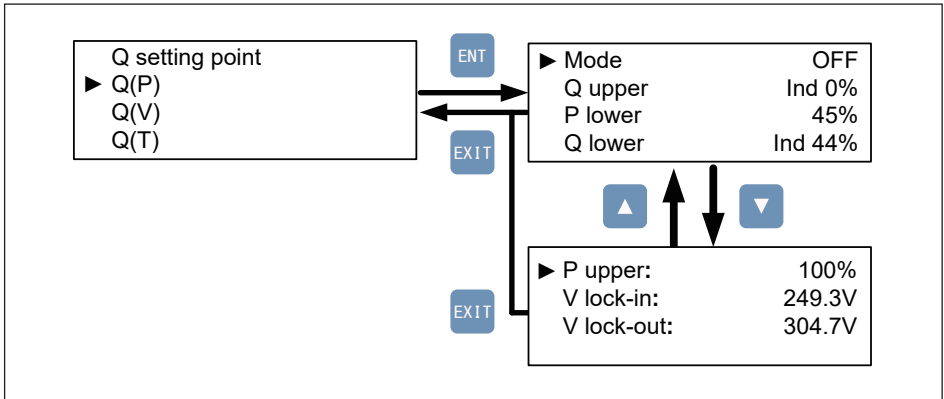 Q setting point
► Q(P)
Q(V)
Q(T)
ENT
EXIT
► Mode OFF
Q upper Ind 0%
P lower 45%
Q lower Ind 44%
▲ ▼
► P upper: 100%
V lock-in: 249.3V
V lock-out: 304.7V
EXIT